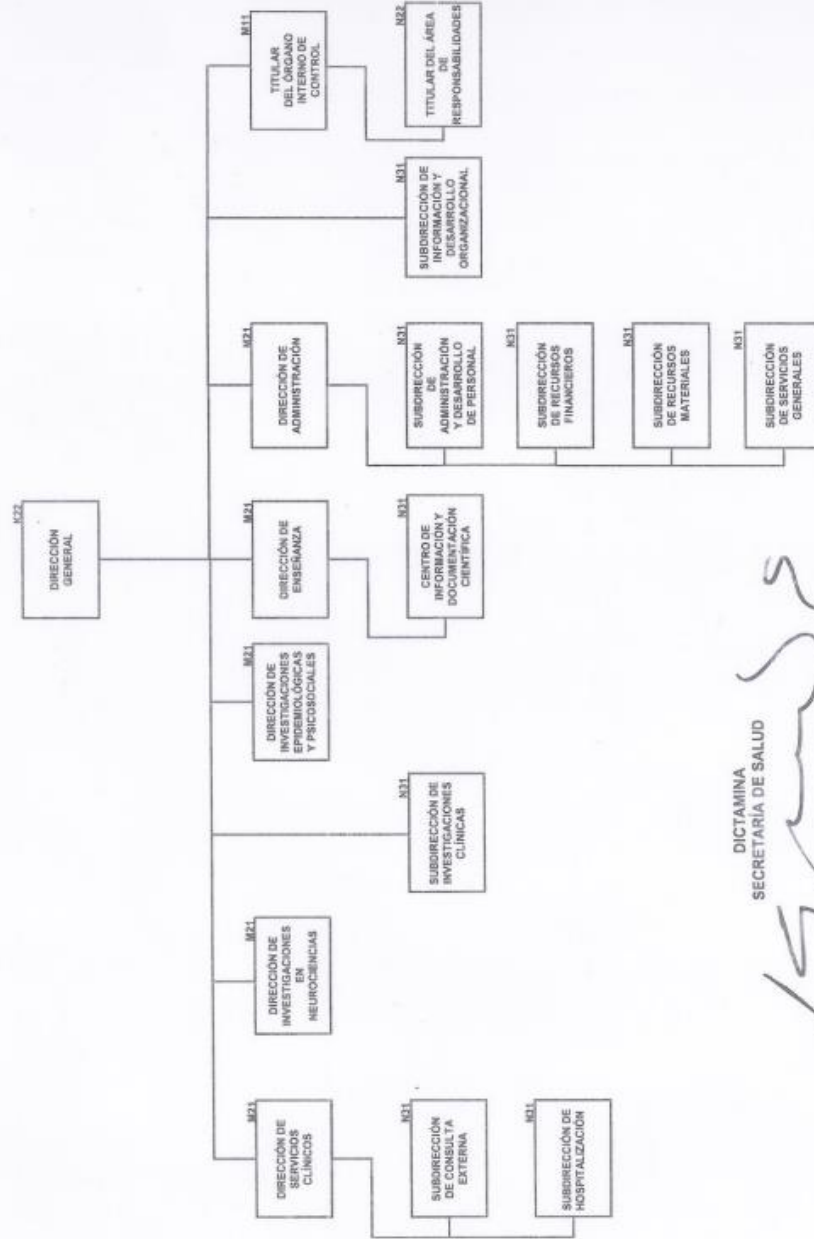 K22
DIRECCIÓN
GENERAL
M21
DIRECCIÓN DE
SERVICIOS
CLÍNICOS
M21
DIRECCIÓN DE
INVESTIGACIONES
EN
NEUROCIENCIAS
M21
DIRECCIÓN DE
INVESTIGACIONES
EPIDEMIOLÓGICAS
Y PSICOSOCIALES
M21
DIRECCIÓN DE
ENSEÑANZA
M21
DIRECCIÓN DE
ADMINISTRACIÓN
M11
TITULAR
DEL ÓRGANO
INTERNO DE
CONTROL
N31
SUBDIRECCIÓN
DE CONSULTA
EXTERNA
N31
SUBDIRECCIÓN DE
INVESTIGACIONES
CLÍNICAS
N31
CENTRO DE
INFORMACIÓN Y
DOCUMENTACIÓN
CIENTÍFICA
N31
SUBDIRECCIÓN
DE
ADMINISTRACIÓN
Y DESARROLLO
DE PERSONAL
N31
SUBDIRECCIÓN DE
INFORMACIÓN Y
DESARROLLO
ORGANIZACIONAL
N22
TITULAR DEL ÁREA
DE
RESPONSABILIDADES
N31
SUBDIRECCIÓN DE
HOSPITALIZACIÓN
N31
SUBDIRECCIÓN
DE RECURSOS
FINANCIEROS
N31
SUBDIRECCIÓN
DE RECURSOS
MATERIALES
N31
SUBDIRECCIÓN
DE SERVICIOS
GENERALES
DICTAMINA
SECRETARÍA DE SALUD